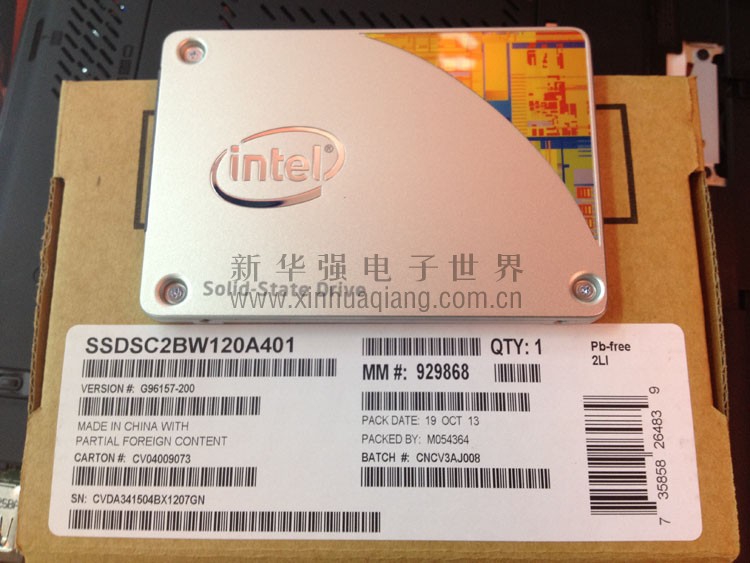 intel®
Solid-State Drive
新华强电子世界
www.xinhuaqiang.com.cn
SSDSC2BW120A401
QTY: 1
Pb-free
2LI
MM #: 929868
VERSION #: G96157-200
PACK DATE: 19 OCT 13
MADE IN CHINA WITH
PARTIAL FOREIGN CONTENT
PACKED BY: M054364
CARTON #: CV04009073
BATCH #: CNCV3AJ008
SN: CVDA341504BX1207GN
7 35858 26483 9